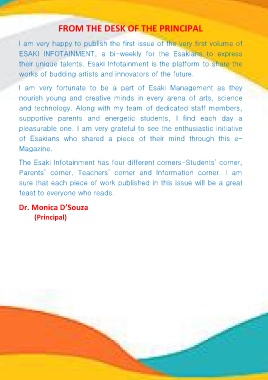 FROM THE DESK OF THE PRINCIPAL
I am very happy to publish the first issue of the very first volume of
ESAKI INFOTAINMENT, a bi-weekly for the Esakians to express
their unique talents. Esaki Infotainment is the platform to share the
works of budding artists and innovators of the future.
I am very fortunate to be a part of Esaki Management as they
nourish young and creative minds in every arena of arts, science
and technology. Along with my team of dedicated staff members,
supportive parents and energetic students, I find each day a
pleasurable one. I am very grateful to see the enthusiastic initiative
of Esakians who shared a piece of their mind through this e-
Magazine.
The Esaki Infotainment has four different corners-Students' corner,
Parents' corner, Teachers' corner and Information corner. I am
sure that each piece of work published in this issue will be a great
feast to everyone who reads.
Dr. Monica D'Souza
(Principal)